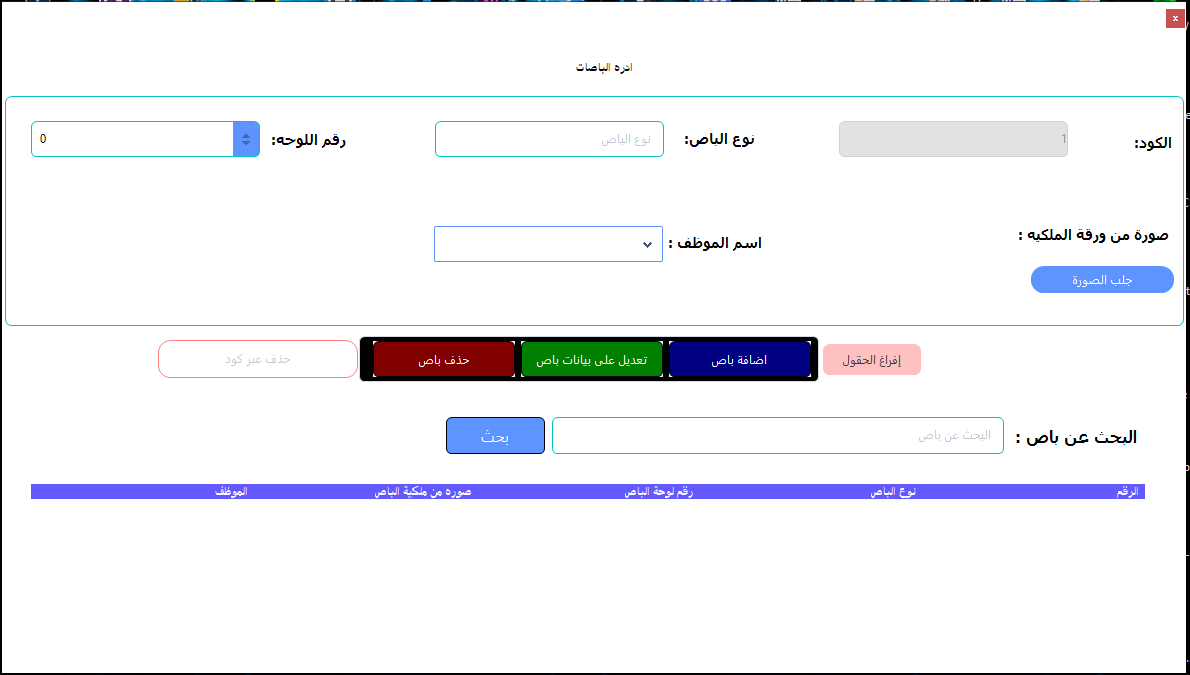 x
ادره الباصات
الكود: 1 نوع الباص: نوع الباص رقم اللوحه: 0
صورة من ورقة الملكيه : اسم الموظف :
جلب الصورة
إفراغ الحقول اضافة باص تعديل على بيانات باص حذف باص حذف عبر كود
البحث عن باص : البحث عن باص بحث
الرقم نوع الباص رقم لوحة الباص صوره من ملكية الباص الموظف